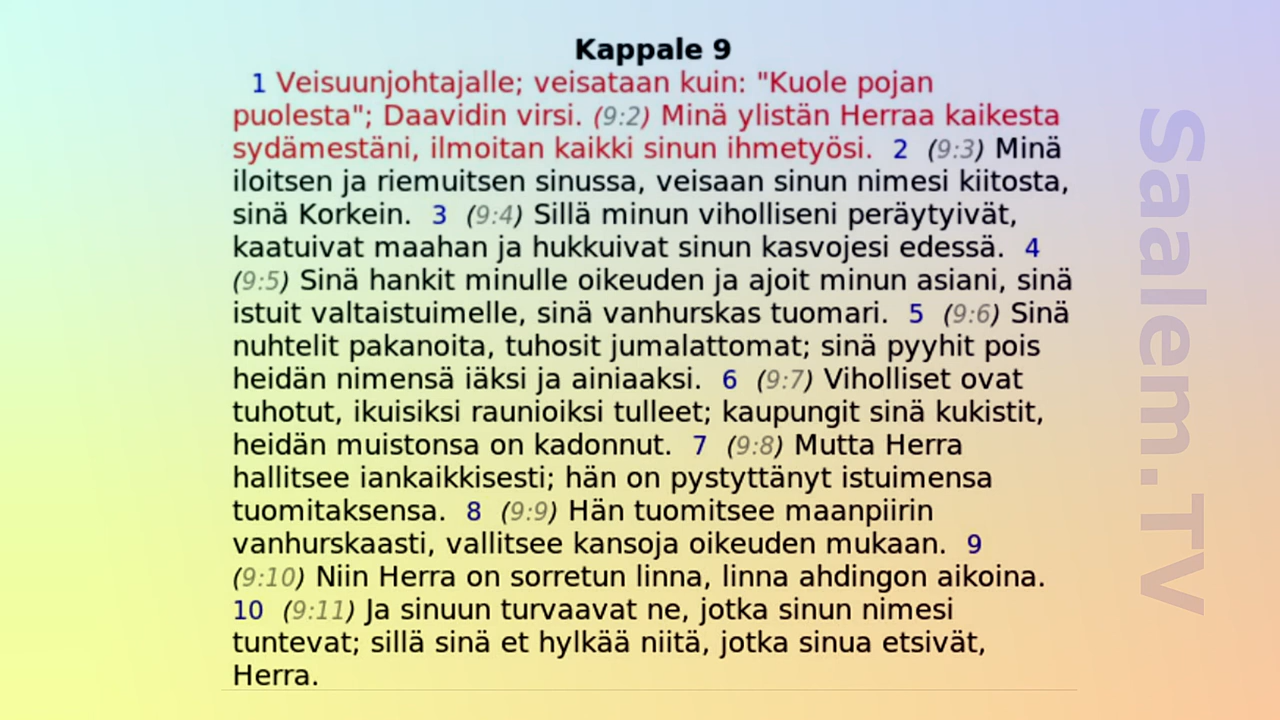 Kappale 9
1 Veisuunjohtajalle; veisataan kuin: "Kuole pojan
puolesta"; Daavidin virsi. (9:2) Minä ylistän Herraa kaikesta
sydämestäni, ilmoitan kaikki sinun ihmetyösi. 2 (9:3) Minä
iloitsen ja riemuitsen sinussa, veisaan sinun nimesi kiitosta,
sinä Korkein. 3 (9:4) Sillä minun viholliseni peräytyivät,
kaatuivat maahan ja hukkuivat sinun kasvojesi edessä. 4
(9:5) Sinä hankit minulle oikeuden ja ajoit minun asiani, sinä
istuit valtaistuimelle, sinä vanhurskas tuomari. 5 (9:6) Sinä
nuhtelit pakanoita, tuhosit jumalattomat; sinä pyyhit pois
heidän nimensä iäksi ja ainiaaksi. 6 (9:7) Viholliset ovat
tuhotut, ikuisiksi raunioiksi tulleet; kaupungit sinä kukistit,
heidän muistonsa on kadonnut. 7 (9:8) Mutta Herra
hallitsee iankaikkisesti; hän on pystyttänyt istuimensa
tuomitaksensa. 8 (9:9) Hän tuomitsee maanpiirin
vanhurskaasti, vallitsee kansoja oikeuden mukaan. 9
(9:10) Niin Herra on sorretun linna, linna ahdingon aikoina.
10 (9:11) Ja sinuun turvaavat ne, jotka sinun nimesi
tuntevat; sillä sinä et hylkää niitä, jotka sinua etsivät,
Herra.
Saalem.TV